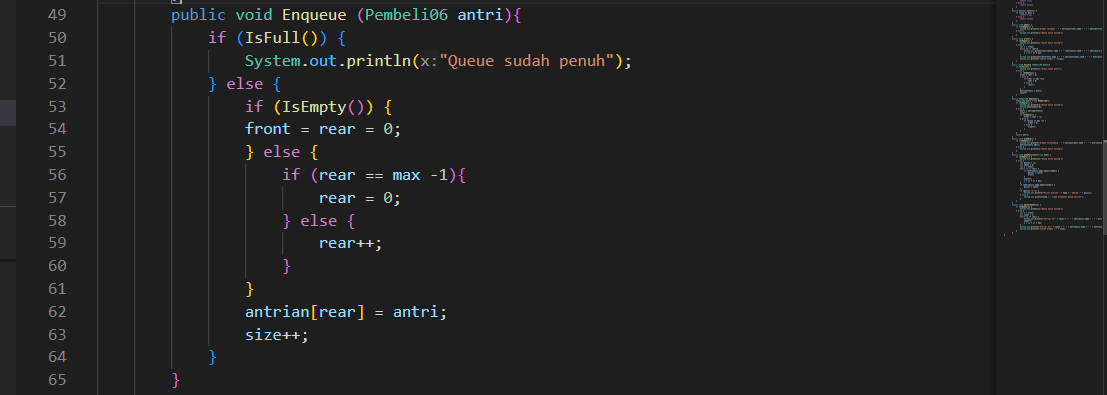 49 public void Enqueue (Pembeli06 antri){
50 if (IsFull()) {
51 System.out.println(x:"Queue sudah penuh");
52 } else {
53 if (IsEmpty()) {
54 front = rear = 0;
55 } else {
56 if (rear == max -1){
57 rear = 0;
58 } else {
59 rear++;
60 }
61 }
62 antrian[rear] = antri;
63 size++;
64 }
65 }